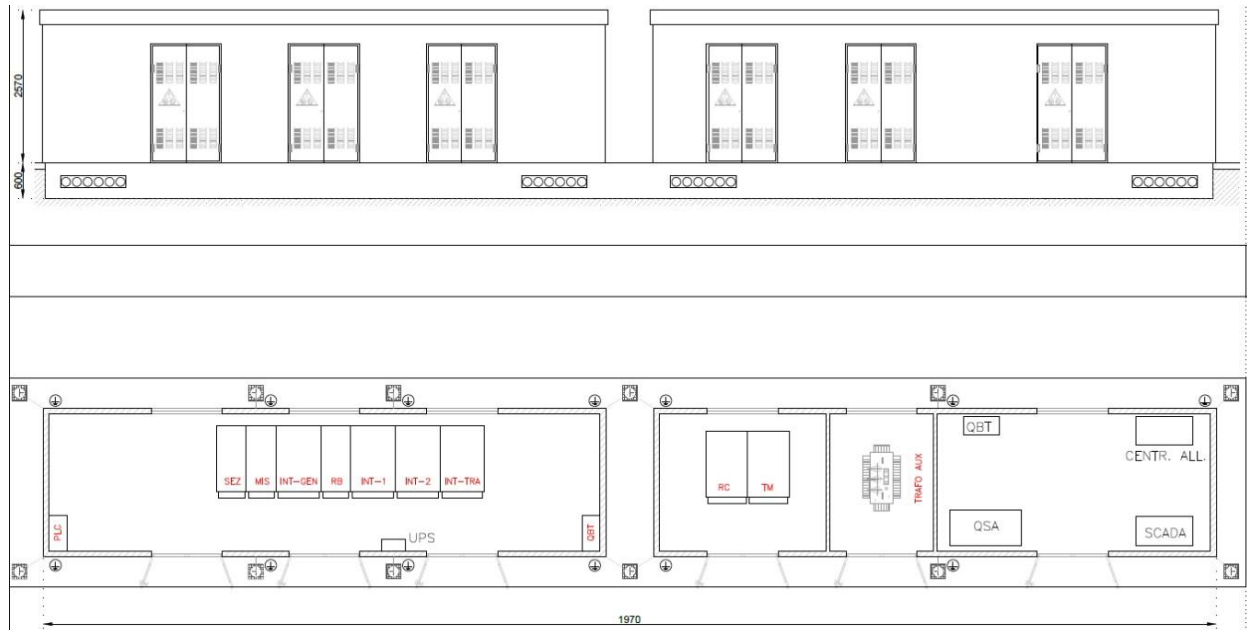 2570
600
SEZ
MIS
INT-GEN
RB
INT-1
INT-2
INT-TRA
PLC
UPS
QBT
RC
TM
TRAFO AUX
QBT
CENTR. ALL.
QSA
SCADA
1970